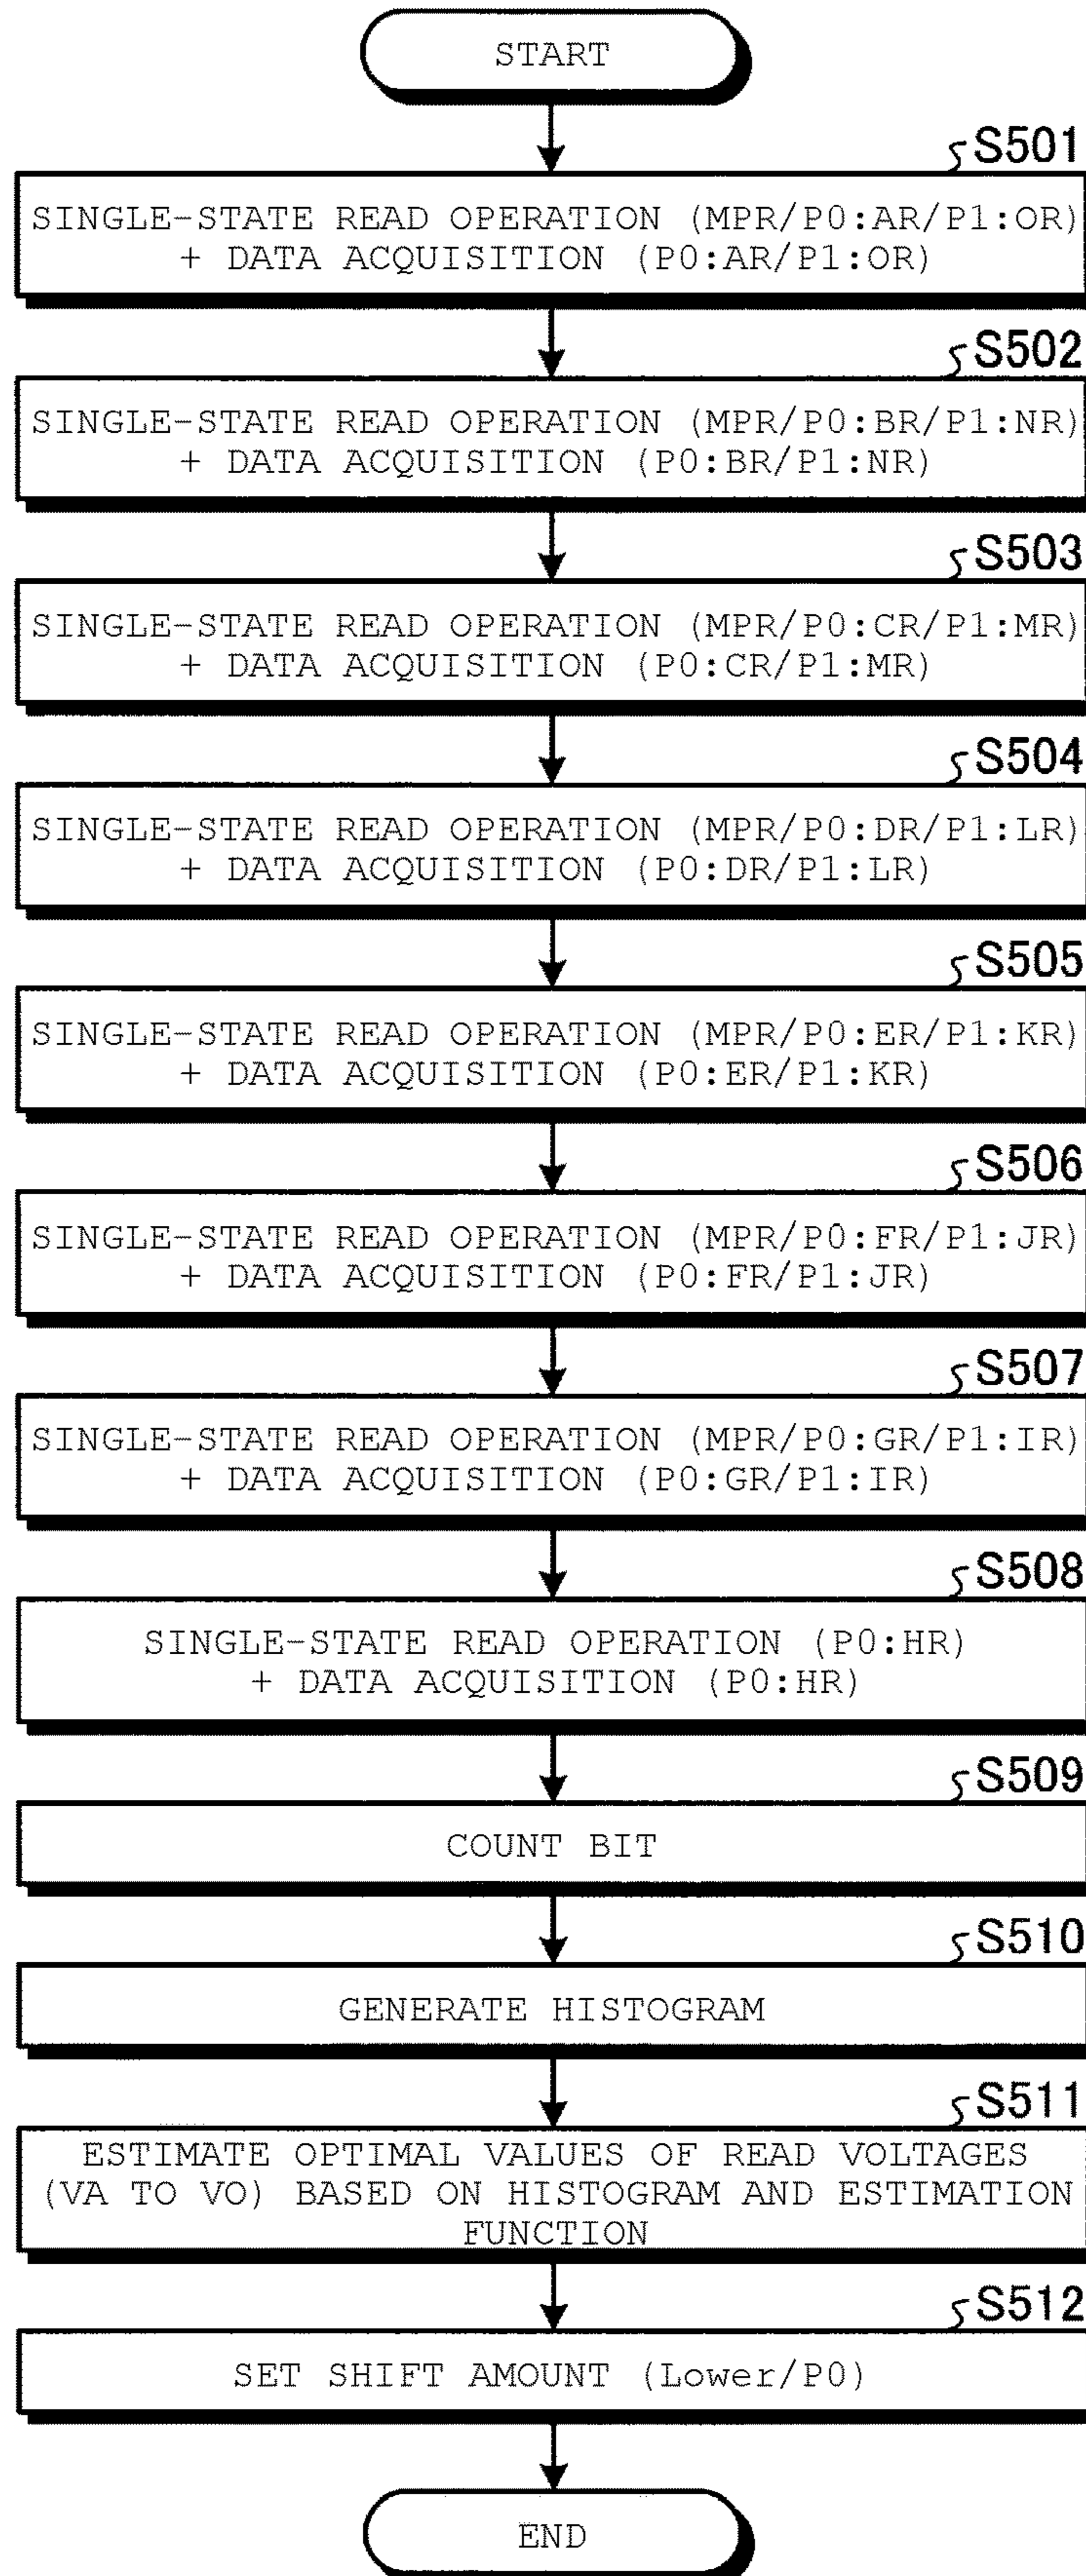 START
S501
SINGLE-STATE READ OPERATION (MPR/P0:AR/P1:OR)
+ DATA ACQUISITION (P0:AR/P1:OR)
S502
SINGLE-STATE READ OPERATION (MPR/P0:BR/P1:NR)
+ DATA ACQUISITION (P0:BR/P1:NR)
S503
SINGLE-STATE READ OPERATION (MPR/P0:CR/P1:MR)
+ DATA ACQUISITION (P0:CR/P1:MR)
S504
SINGLE-STATE READ OPERATION (MPR/P0:DR/P1:LR)
+ DATA ACQUISITION (P0:DR/P1:LR)
S505
SINGLE-STATE READ OPERATION (MPR/P0:ER/P1:KR)
+ DATA ACQUISITION (P0:ER/P1:KR)
S506
SINGLE-STATE READ OPERATION (MPR/P0:FR/P1:JR)
+ DATA ACQUISITION (P0:FR/P1:JR)
S507
SINGLE-STATE READ OPERATION (MPR/P0:GR/P1:IR)
+ DATA ACQUISITION (P0:GR/P1:IR)
S508
SINGLE-STATE READ OPERATION (P0:HR)
+ DATA ACQUISITION (P0:HR)
S509
COUNT BIT
S510
GENERATE HISTOGRAM
S511
ESTIMATE OPTIMAL VALUES OF READ VOLTAGES
(VA TO VO) BASED ON HISTOGRAM AND ESTIMATION
FUNCTION
S512
SET SHIFT AMOUNT (Lower/P0)
END